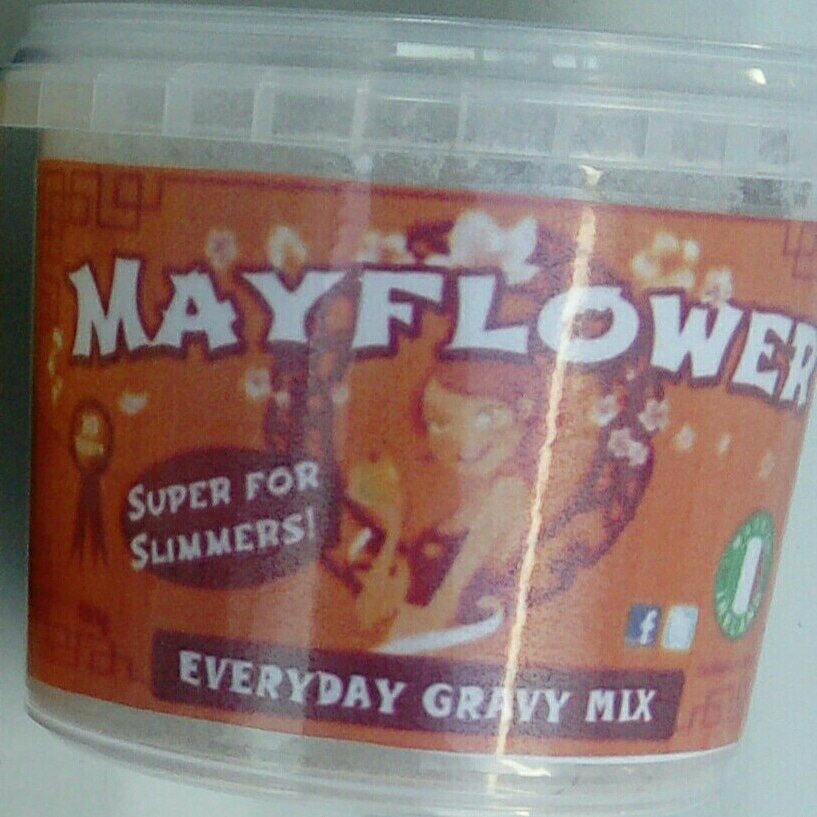 MAYFLOWER
SUPER FOR
SLIMMERS!
f
EVERYDAY GRAVY MIX